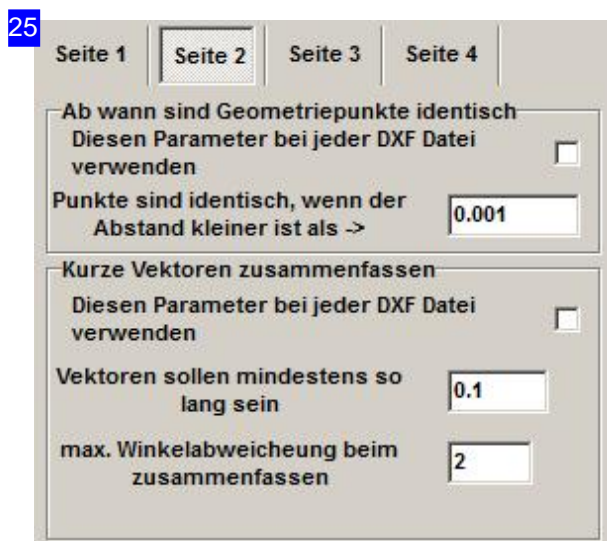 25
Seite 1 Seite 2 Seite 3 Seite 4
Ab wann sind Geometriepunkte identisch
Diesen Parameter bei jeder DXF Datei
verwenden
Punkte sind identisch, wenn der
Abstand kleiner ist als ->
0.001
Kurze Vektoren zusammenfassen
Diesen Parameter bei jeder DXF Datei
verwenden
Vektoren sollen mindestens so
lang sein
0.1
max. Winkelabweicheung beim
zusammenfassen
2